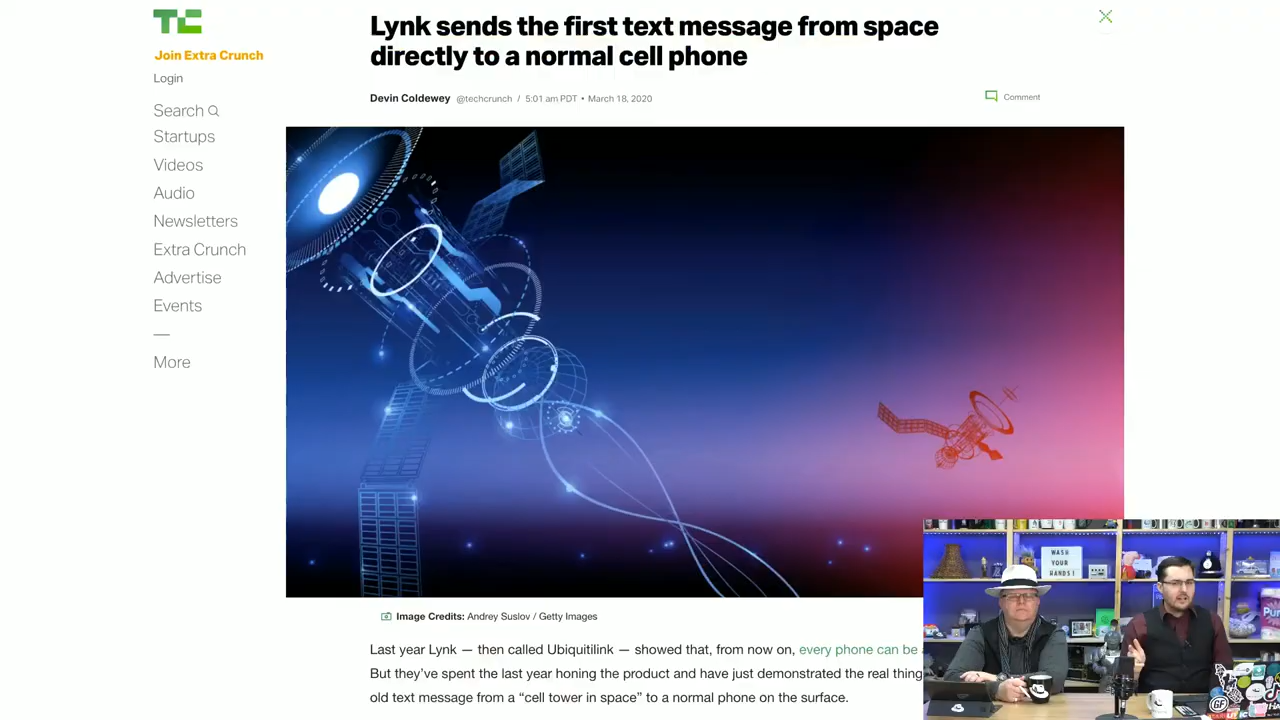 TC
Join Extra Crunch
Login
Search
Startups
Videos
Audio
Newsletters
Extra Crunch
Advertise
Events
More
Lynk sends the first text message from space
directly to a normal cell phone
Devin Coldewey @techcrunch / 5:01 am PDT • March 18, 2020
Comment
Image Credits: Andrey Suslov / Getty Images
Last year Lynk — then called Ubiquitilink — showed that, from now on, every phone can be
But they've spent the last year honing the product and have just demonstrated the real thing
old text message from a “cell tower in space” to a normal phone on the surface.
WASH
YOUR
HANDS!
GF